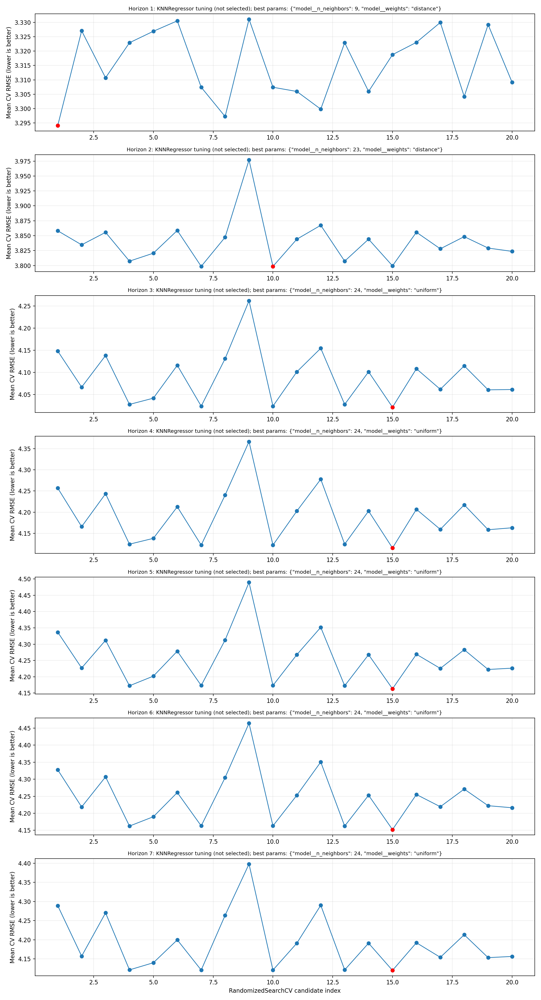 Horizon 1: KNNRegressor tuning (not selected); best params: {"model__n_neighbors": 9, "model__weights": "distance"}
Mean CV RMSE (lower is better)
3.330
3.325
3.320
3.315
3.310
3.305
3.300
3.295
2.5 5.0 7.5 10.0 12.5 15.0 17.5 20.0
Horizon 2: KNNRegressor tuning (not selected); best params: {"model__n_neighbors": 23, "model__weights": "distance"}
Mean CV RMSE (lower is better)
3.975
3.950
3.925
3.900
3.875
3.850
3.825
3.800
2.5 5.0 7.5 10.0 12.5 15.0 17.5 20.0
Horizon 3: KNNRegressor tuning (not selected); best params: {"model__n_neighbors": 24, "model__weights": "uniform"}
Mean CV RMSE (lower is better)
4.25
4.20
4.15
4.10
4.05
2.5 5.0 7.5 10.0 12.5 15.0 17.5 20.0
Horizon 4: KNNRegressor tuning (not selected); best params: {"model__n_neighbors": 24, "model__weights": "uniform"}
Mean CV RMSE (lower is better)
4.35
4.30
4.25
4.20
4.15
2.5 5.0 7.5 10.0 12.5 15.0 17.5 20.0
Horizon 5: KNNRegressor tuning (not selected); best params: {"model__n_neighbors": 24, "model__weights": "uniform"}
Mean CV RMSE (lower is better)
4.50
4.45
4.40
4.35
4.30
4.25
4.20
4.15
2.5 5.0 7.5 10.0 12.5 15.0 17.5 20.0
Horizon 6: KNNRegressor tuning (not selected); best params: {"model__n_neighbors": 24, "model__weights": "uniform"}
Mean CV RMSE (lower is better)
4.45
4.40
4.35
4.30
4.25
4.20
4.15
2.5 5.0 7.5 10.0 12.5 15.0 17.5 20.0
Horizon 7: KNNRegressor tuning (not selected); best params: {"model__n_neighbors": 24, "model__weights": "uniform"}
Mean CV RMSE (lower is better)
4.40
4.35
4.30
4.25
4.20
4.15
2.5 5.0 7.5 10.0 12.5 15.0 17.5 20.0
RandomizedSearchCV candidate index